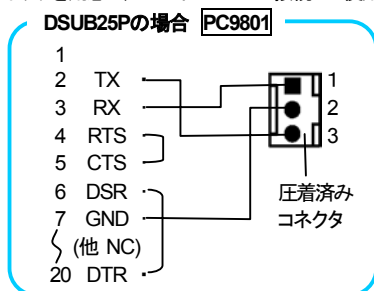 DSUB25Pの場合 PC9801
1
2 TX
3 RX
4 RTS
5 CTS
6 DSR
7 GND
(他 NC)
20 DTR
1
2
3
圧着済み
コネクタ